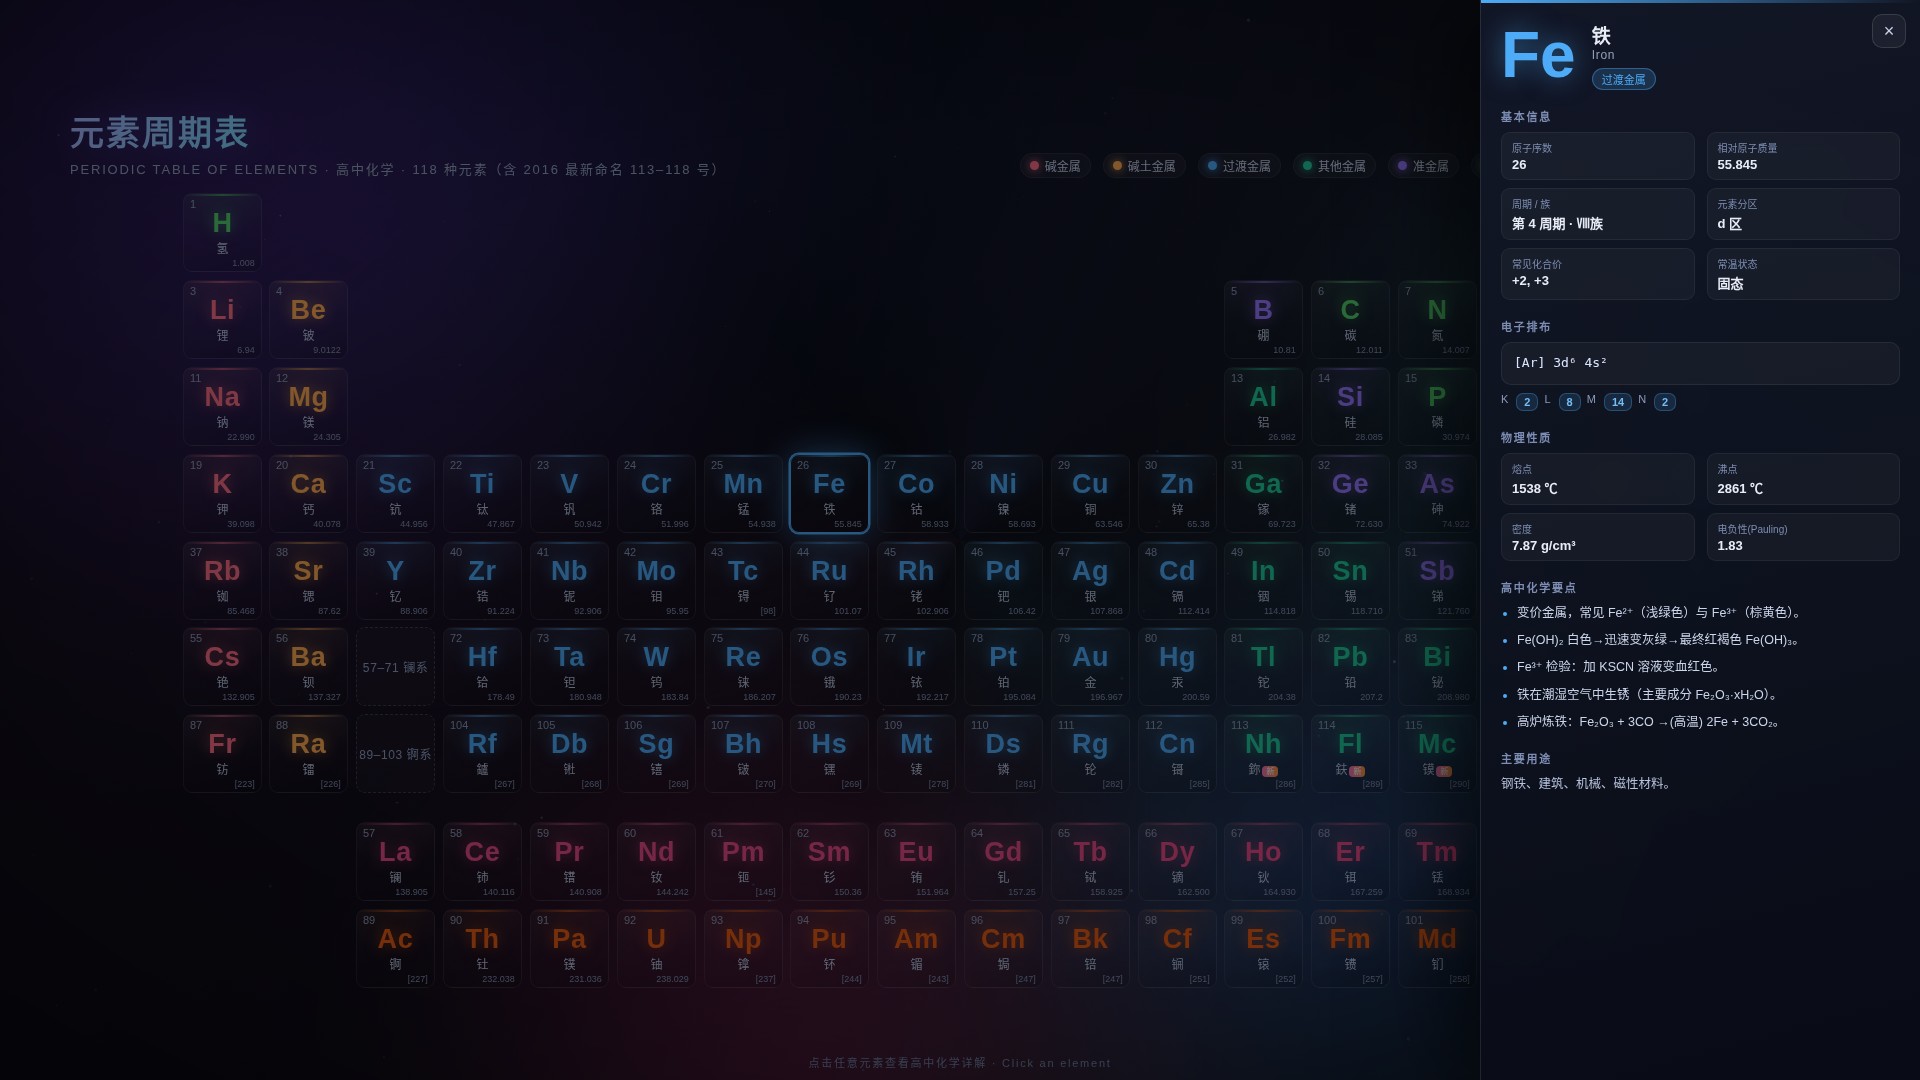 元素周期表
PERIODIC TABLE OF ELEMENTS · 高中化学 · 118 种元素（含 2016 最新命名 113–118 号）
碱金属 碱土金属 过渡金属 其他金属 准金属
1 H 氢 1.008
3 Li 锂 6.94
4 Be 铍 9.0122
5 B 硼 10.81
6 C 碳 12.011
7 N 氮 14.007
11 Na 钠 22.990
12 Mg 镁 24.305
13 Al 铝 26.982
14 Si 硅 28.085
15 P 磷 30.974
19 K 钾 39.098
20 Ca 钙 40.078
21 Sc 钪 44.956
22 Ti 钛 47.867
23 V 钒 50.942
24 Cr 铬 51.996
25 Mn 锰 54.938
26 Fe 铁 55.845
27 Co 钴 58.933
28 Ni 镍 58.693
29 Cu 铜 63.546
30 Zn 锌 65.38
31 Ga 镓 69.723
32 Ge 锗 72.630
33 As 砷 74.922
37 Rb 铷 85.468
38 Sr 锶 87.62
39 Y 钇 88.906
40 Zr 锆 91.224
41 Nb 铌 92.906
42 Mo 钼 95.95
43 Tc 锝 [98]
44 Ru 钌 101.07
45 Rh 铑 102.906
46 Pd 钯 106.42
47 Ag 银 107.868
48 Cd 镉 112.414
49 In 铟 114.818
50 Sn 锡 118.710
51 Sb 锑 121.760
55 Cs 铯 132.905
56 Ba 钡 137.327
57–71 镧系
72 Hf 铪 178.49
73 Ta 钽 180.948
74 W 钨 183.84
75 Re 铼 186.207
76 Os 锇 190.23
77 Ir 铱 192.217
78 Pt 铂 195.084
79 Au 金 196.967
80 Hg 汞 200.59
81 Tl 铊 204.38
82 Pb 铅 207.2
83 Bi 铋 208.980
87 Fr 钫 [223]
88 Ra 镭 [226]
89–103 锕系
104 Rf [267]
105 Db [268]
106 Sg [269]
107 Bh [270]
108 Hs [269]
109 Mt [278]
110 Ds [281]
111 Rg [282]
112 Cn [285]
113 Nh 新 [286]
114 Fl 新 [289]
115 Mc 新 [290]
57 La 镧 138.905
58 Ce 铈 140.116
59 Pr 镨 140.908
60 Nd 钕 144.242
61 Pm 钷 [145]
62 Sm 钐 150.36
63 Eu 铕 151.964
64 Gd 钆 157.25
65 Tb 铽 158.925
66 Dy 镝 162.500
67 Ho 钬 164.930
68 Er 铒 167.259
69 Tm 铥 168.934
89 Ac 锕 [227]
90 Th 钍 232.038
91 Pa 镤 231.036
92 U 铀 238.029
93 Np 镎 [237]
94 Pu 钚 [244]
95 Am 镅 [243]
96 Cm 锔 [247]
97 Bk 锫 [247]
98 Cf 锎 [251]
99 Es 锿 [252]
100 Fm 镄 [257]
101 Md 钔 [258]
点击任意元素查看高中化学详解 · Click an element
Fe
铁
Iron
过渡金属
×
基本信息
原子序数
26
相对原子质量
55.845
周期 / 族
第 4 周期 · Ⅷ族
元素分区
d 区
常见化合价
+2, +3
常温状态
固态
电子排布
[Ar] 3d⁶ 4s²
K 2 L 8 M 14 N 2
物理性质
熔点
1538 ℃
沸点
2861 ℃
密度
7.87 g/cm³
电负性(Pauling)
1.83
高中化学要点
变价金属，常见 Fe²⁺（浅绿色）与 Fe³⁺（棕黄色）。
Fe(OH)₂ 白色→迅速变灰绿→最终红褐色 Fe(OH)₃。
Fe³⁺ 检验：加 KSCN 溶液变血红色。
铁在潮湿空气中生锈（主要成分 Fe₂O₃·xH₂O）。
高炉炼铁：Fe₂O₃ + 3CO →(高温) 2Fe + 3CO₂。
主要用途
钢铁、建筑、机械、磁性材料。